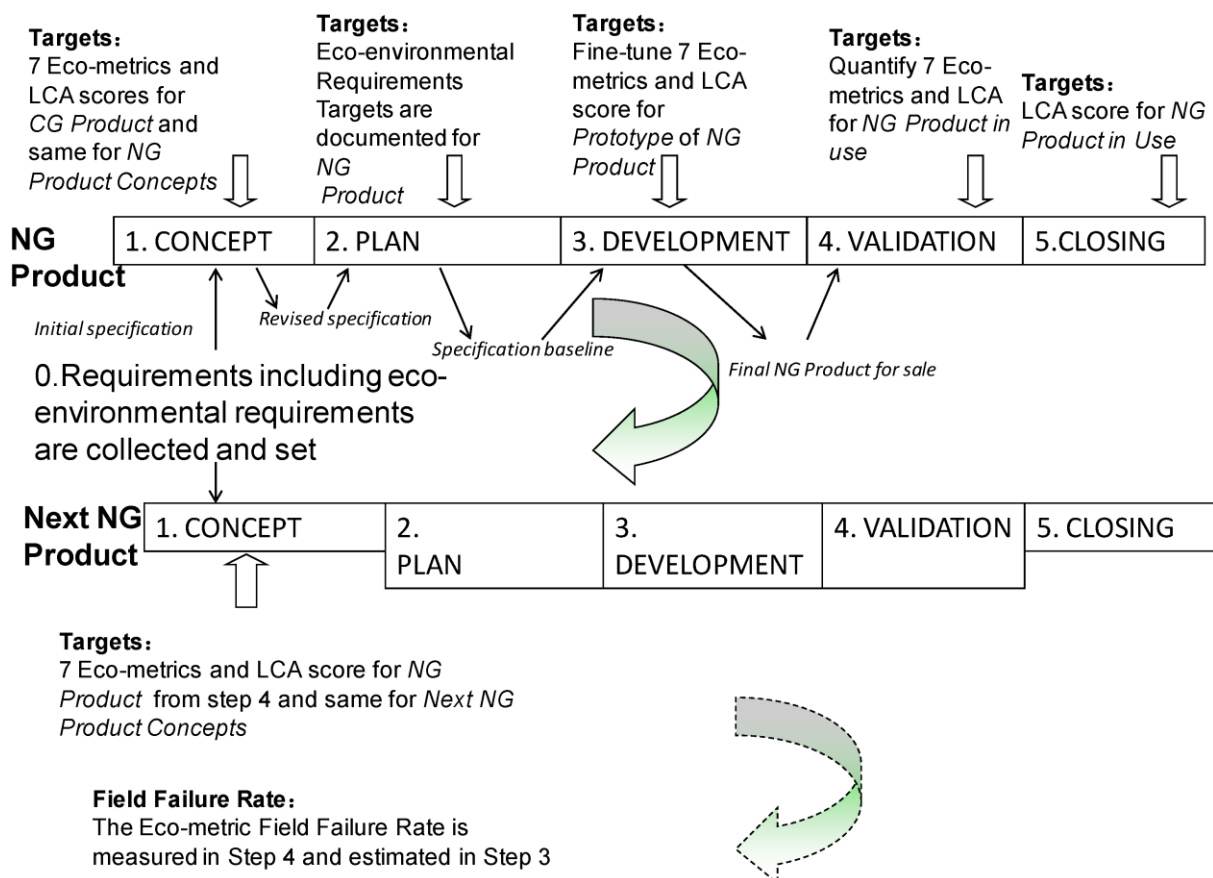 Targets：
7 Eco-metrics and
LCA scores for
CG Product and
same for NG
Product Concepts
Targets：
Eco-environmental
Requirements
Targets are
documented for
NG
Product
Targets：
Fine-tune 7 Eco-
metrics and LCA
score for
Prototype of NG
Product
Targets：
Quantify 7 Eco-
metrics and LCA
for NG Product in
use
Targets：
LCA score for NG
Product in Use
NG
Product
1. CONCEPT
2. PLAN
3. DEVELOPMENT
4. VALIDATION
5.CLOSING
Initial specification
Revised specification
Specification baseline
Final NG Product for sale
0.Requirements including eco-
environmental requirements
are collected and set
Next NG
Product
1. CONCEPT
2.
PLAN
3.
DEVELOPMENT
4. VALIDATION
5. CLOSING
Targets：
7 Eco-metrics and LCA score for NG
Product from step 4 and same for Next NG
Product Concepts
Field Failure Rate：
The Eco-metric Field Failure Rate is
measured in Step 4 and estimated in Step 3